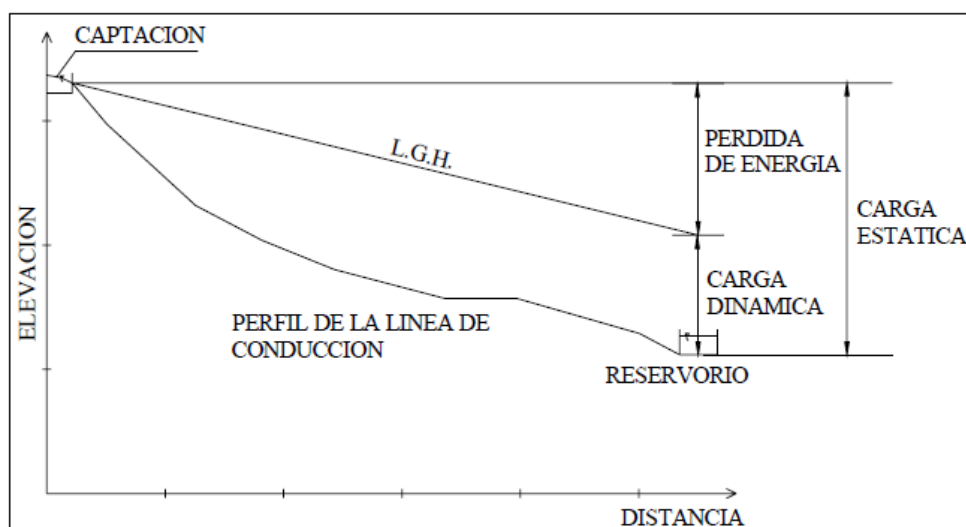 CAPTACION
L.G.H.
PERDIDA
DE ENERGIA
CARGA
ESTATICA
CARGA
DINAMICA
ELEVACION
PERFIL DE LA LINEA DE
CONDUCCION
RESERVORIO
DISTANCIA